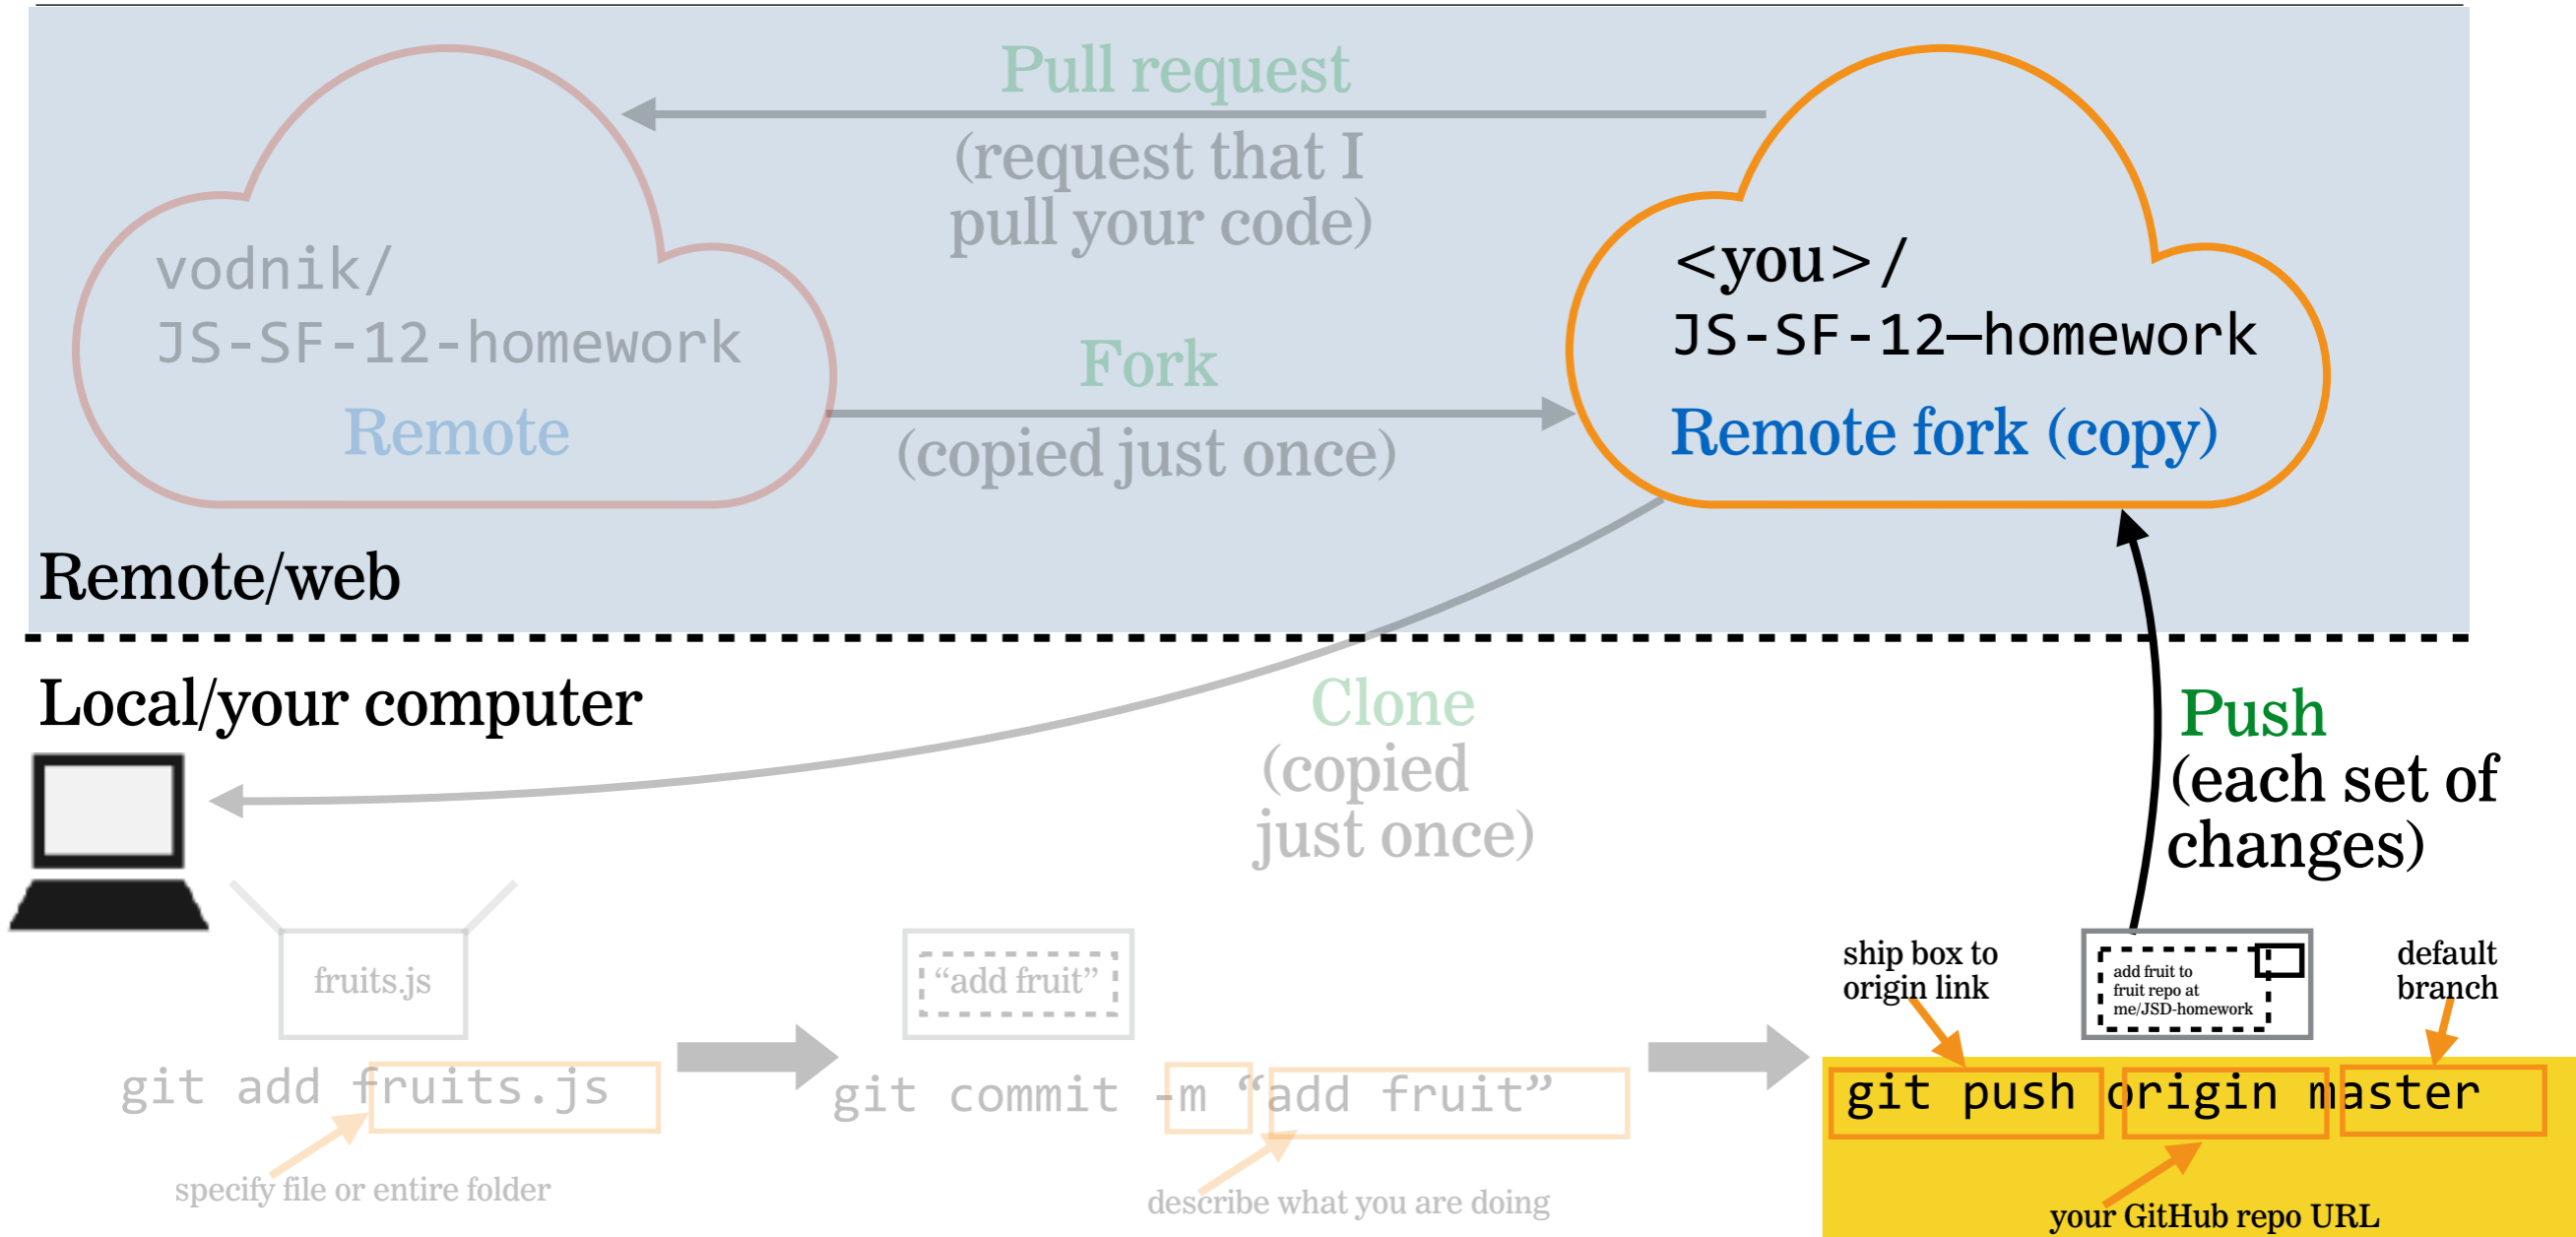 Pull request
(request that I
pull your code)
vodnik/
JS-SF-12-homework
Remote
Fork
(copied just once)
<you>/
JS-SF-12—homework
Remote fork (copy)
Remote/web
Local/your computer
Clone
(copied
just once)
Push
(each set of
changes)
fruits.js
“add fruit”
ship box to
origin link
add fruit to
fruit repo at
me/JSD-homework
default
branch
git add fruits.js
git commit -m “add fruit”
git push origin master
specify file or entire folder
describe what you are doing
your GitHub repo URL